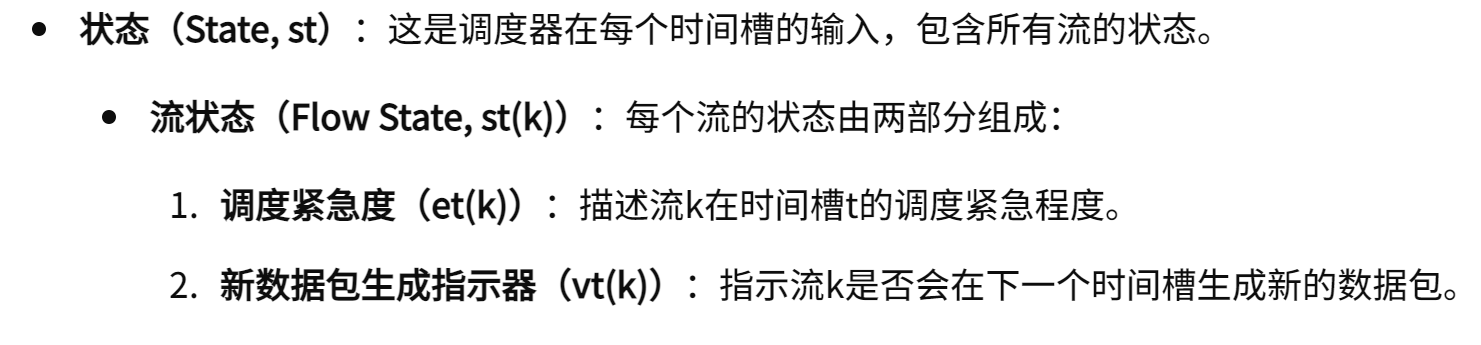 • 状态（State, st）：这是调度器在每个时间槽的输入，包含所有流的状态。
• 流状态（Flow State, st(k)）：每个流的状态由两部分组成：
1. 调度紧急度（et(k)）：描述流k在时间槽t的调度紧急程度。
2. 新数据包生成指示器（vt(k)）：指示流k是否会在下一个时间槽生成新的数据包。